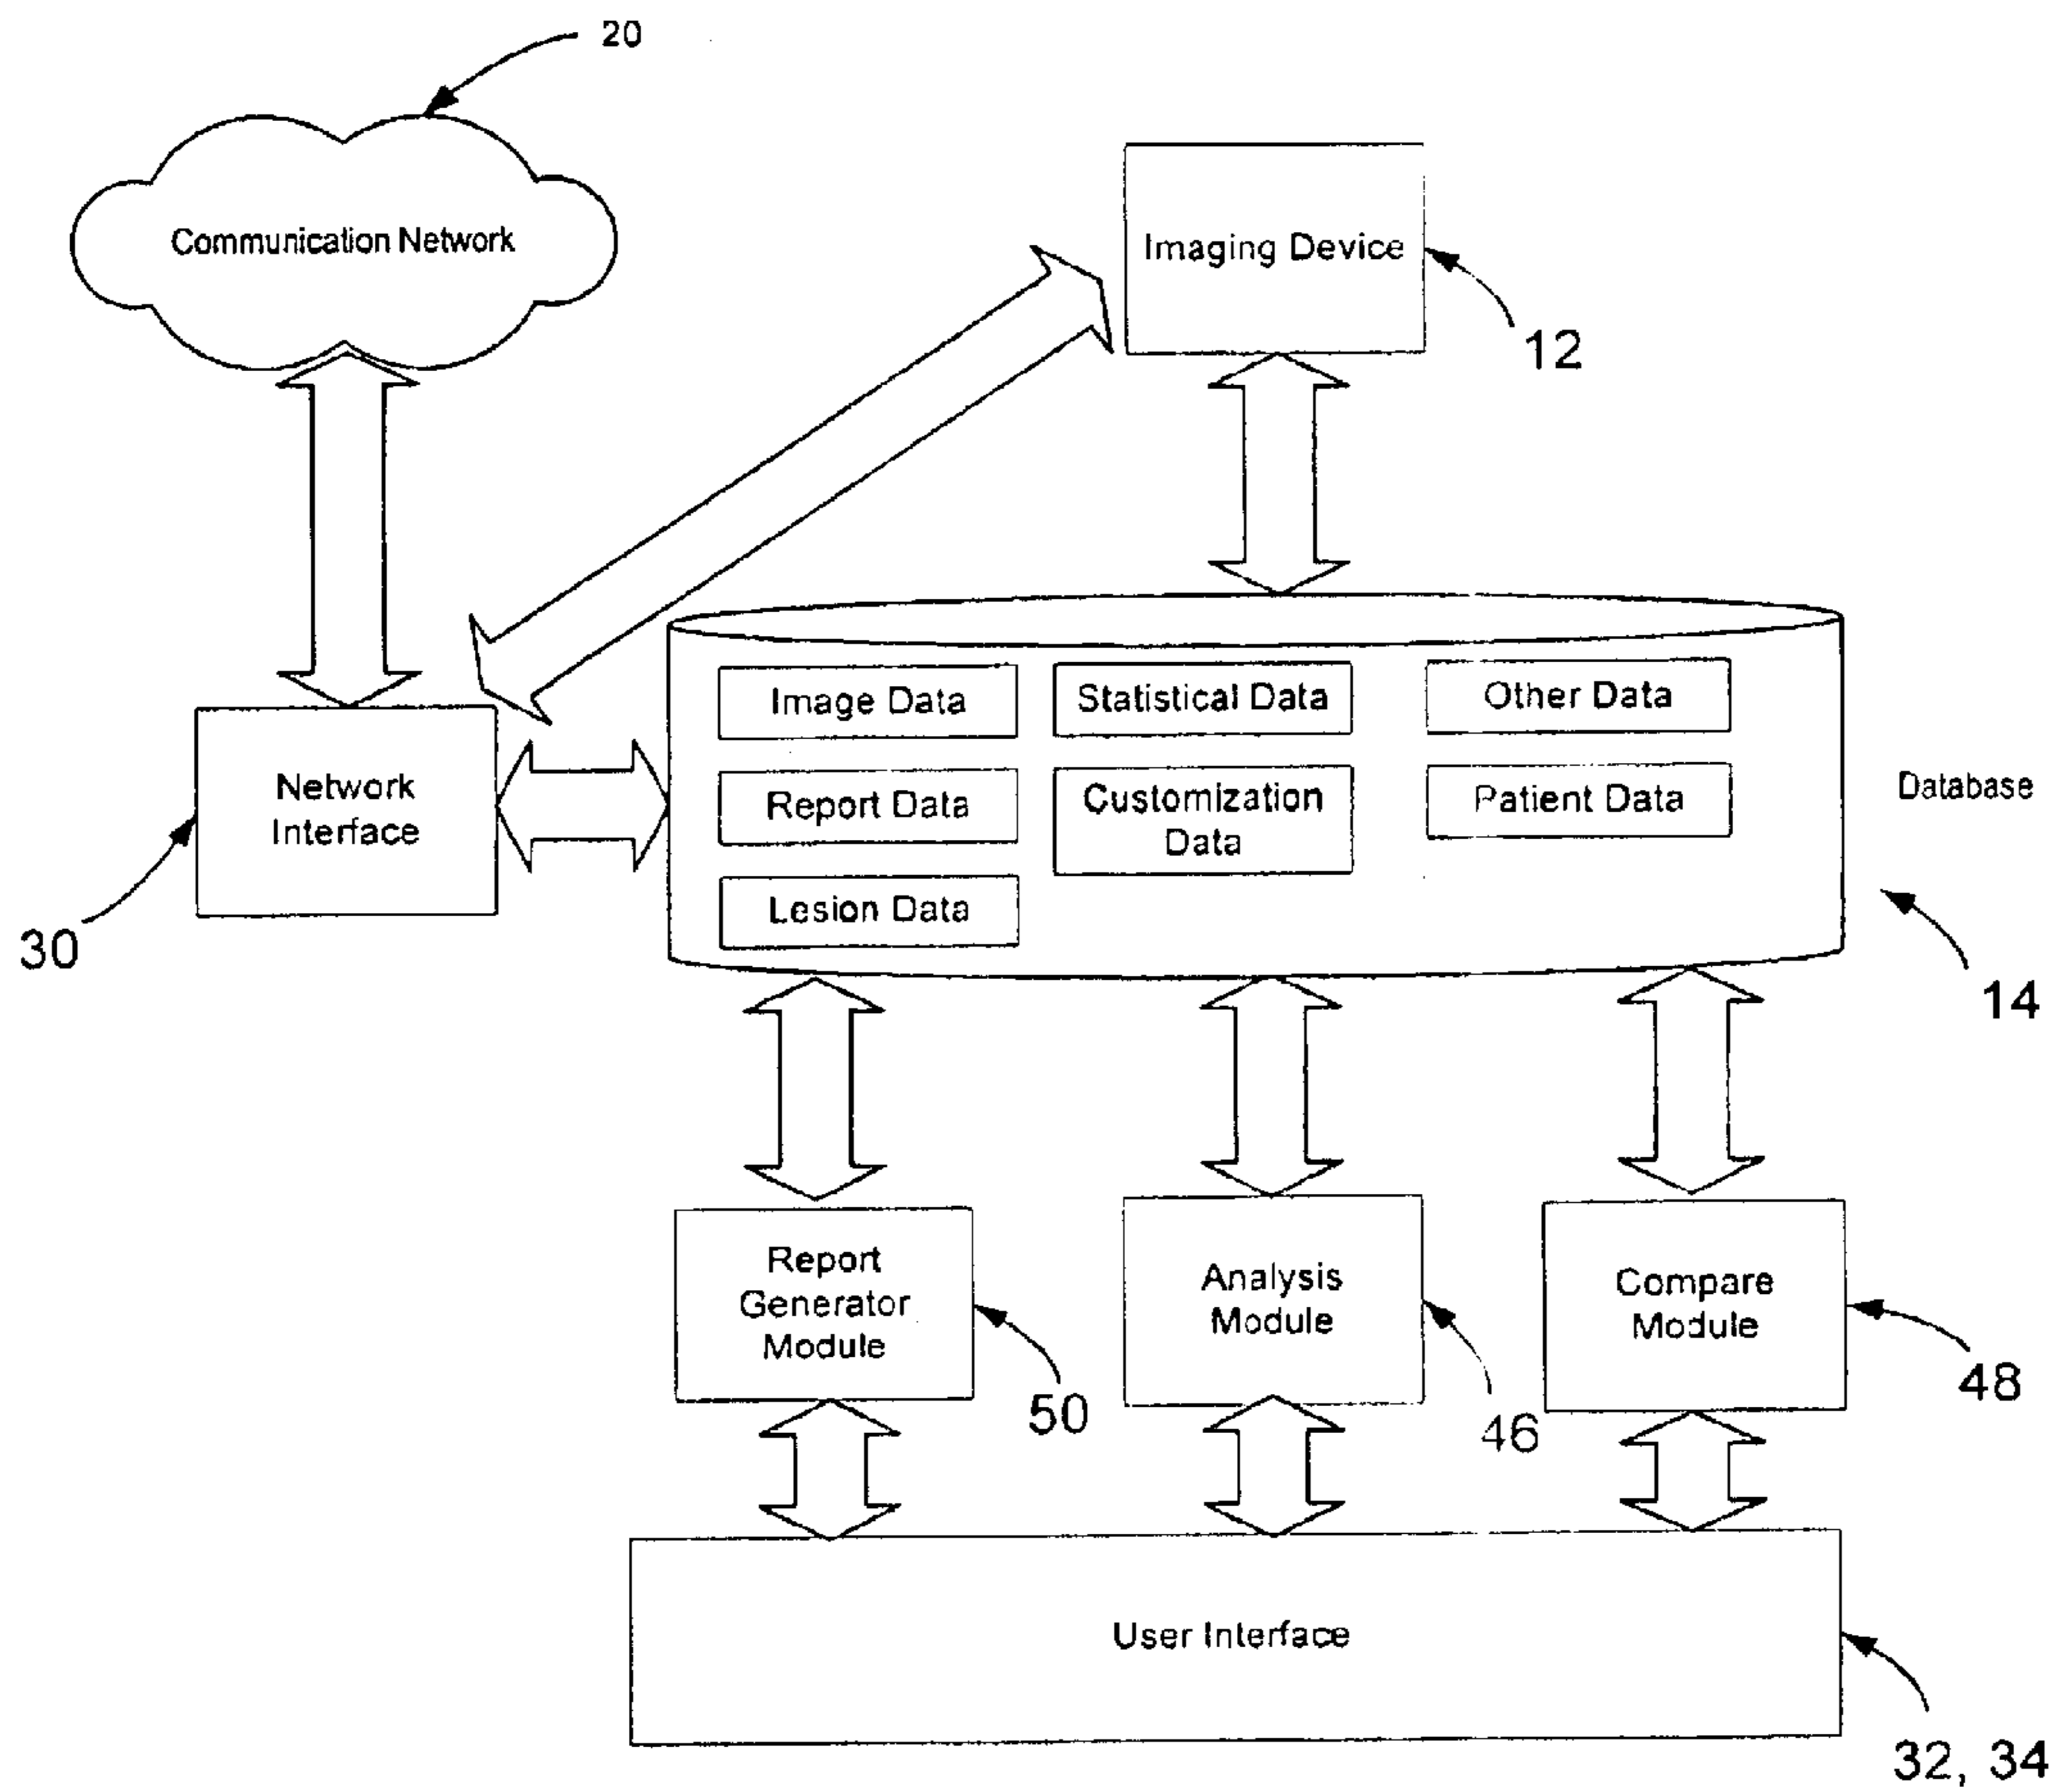 20
Communication Network
Imaging Device
12
Image Data
Statistical Data
Other Data
Network
Interface
Report Data
Customization
Data
Patient Data
Database
Lesion Data
30
14
Report
Generator
Module
Analysis
Module
Compare
Module
50
46
48
User Interface
32, 34